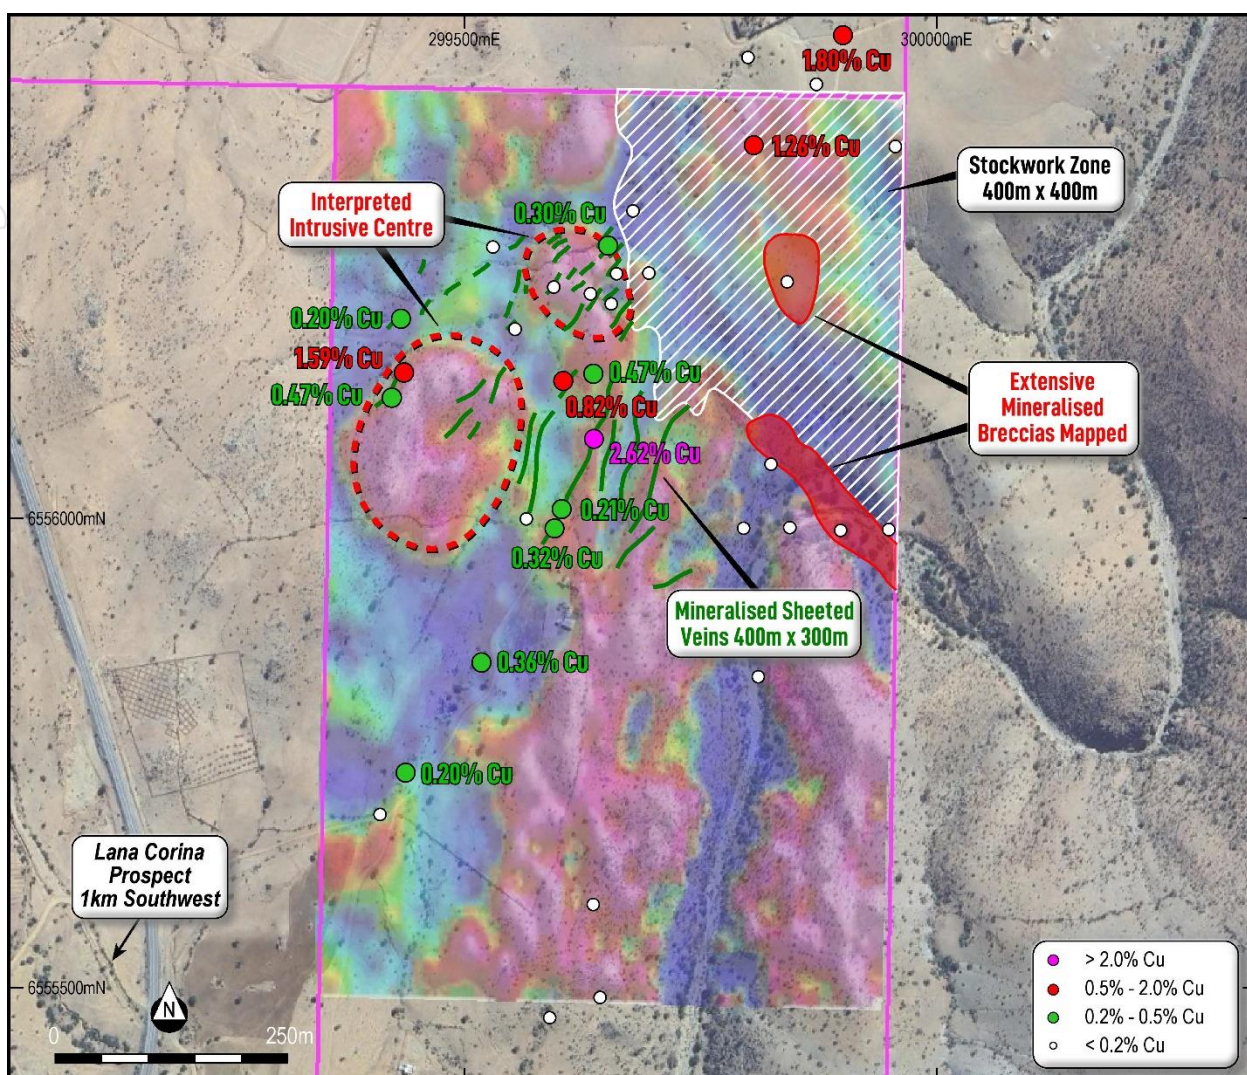 299500mE
300000mE
1.80% Cu
1.26% Cu
Stockwork Zone
400m x 400m
Interpreted
Intrusive Centre
0.30% Cu
0.20% Cu
1.59% Cu
0.47% Cu
0.47% Cu
0.82% Cu
Extensive
Mineralised
Breccias Mapped
2.62% Cu
6556000mN
0.21% Cu
0.32% Cu
Mineralised Sheeted
Veins 400m x 300m
0.36% Cu
0.20% Cu
Lana Corina
Prospect
1km Southwest
6555500mN
N
0
250m
> 2.0% Cu
0.5% - 2.0% Cu
0.2% - 0.5% Cu
< 0.2% Cu